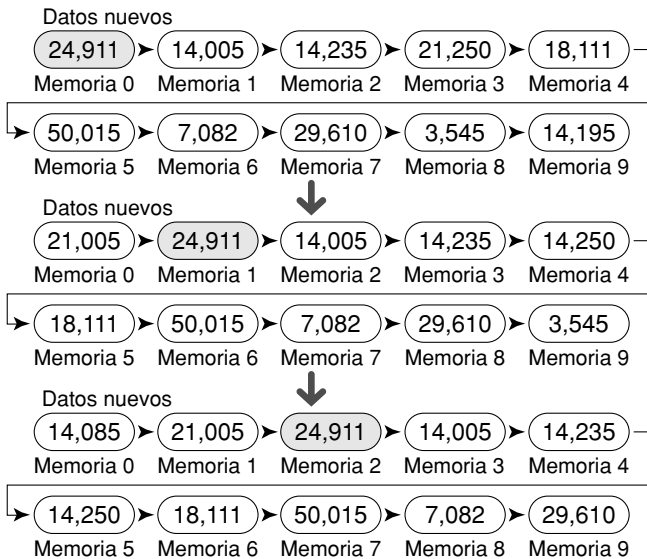 Datos nuevos
24,911 14,005 14,235 21,250 18,111
Memoria 0 Memoria 1 Memoria 2 Memoria 3 Memoria 4
50,015 7,082 29,610 3,545 14,195
Memoria 5 Memoria 6 Memoria 7 Memoria 8 Memoria 9
Datos nuevos
21,005 24,911 14,005 14,235 14,250
Memoria 0 Memoria 1 Memoria 2 Memoria 3 Memoria 4
18,111 50,015 7,082 29,610 3,545
Memoria 5 Memoria 6 Memoria 7 Memoria 8 Memoria 9
Datos nuevos
14,085 21,005 24,911 14,005 14,235
Memoria 0 Memoria 1 Memoria 2 Memoria 3 Memoria 4
14,250 18,111 50,015 7,082 29,610
Memoria 5 Memoria 6 Memoria 7 Memoria 8 Memoria 9